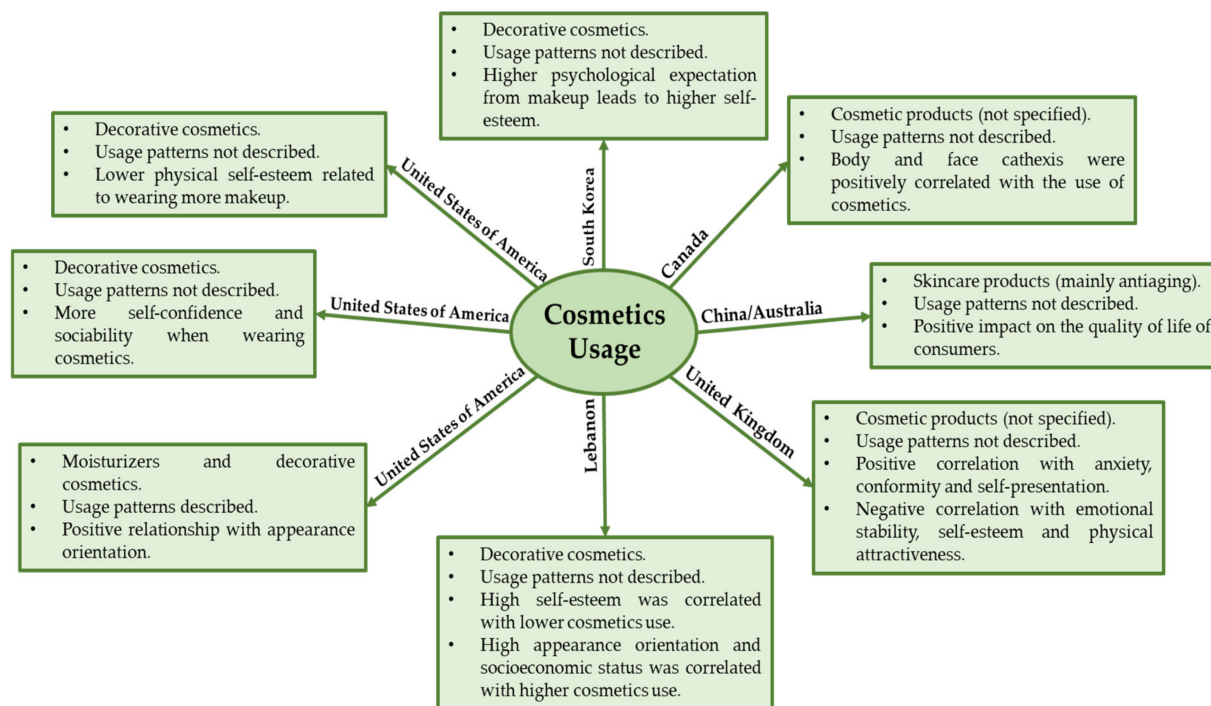 • Decorative cosmetics.
• Usage patterns not described.
• Higher psychological expectation
from makeup leads to higher self-
esteem.
South Korea
• Cosmetic products (not specified).
• Usage patterns not described.
• Body and face cathexis were
positively correlated with the use of
cosmetics.
Canada
• Skincare products (mainly antiaging).
• Usage patterns not described.
• Positive impact on the quality of life of
consumers.
China/Australia
• Cosmetic products (not specified).
• Usage patterns not described.
• Positive correlation with anxiety,
conformity and self-presentation.
• Negative correlation with emotional
stability, self-esteem and physical
attractiveness.
United Kingdom
• Decorative cosmetics.
• Usage patterns not described.
• High self-esteem was correlated
with lower cosmetics use.
• High appearance orientation and
socioeconomic status was correlated
with higher cosmetics use.
Lebanon
• Moisturizers and decorative
cosmetics.
• Usage patterns described.
• Positive relationship with appearance
orientation.
United States of America
• Decorative cosmetics.
• Usage patterns not described.
• More self-confidence and
sociability when wearing
cosmetics.
United States of America
• Decorative cosmetics.
• Usage patterns not described.
• Lower physical self-esteem related
to wearing more makeup.
United States of America
Cosmetics
Usage